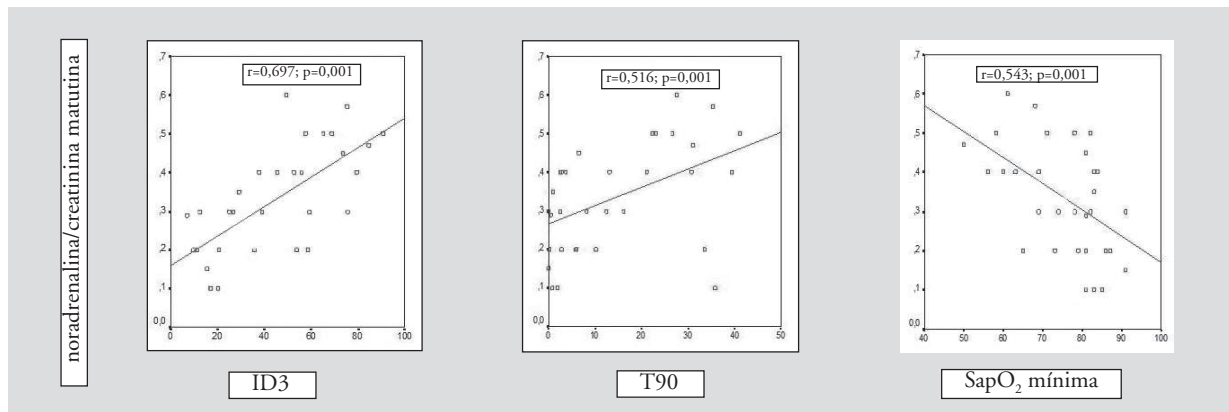 noradrenalina/creatinina matutina
r=0,697; p=0,001
,7
,6
,5
,4
,3
,2
,1
0,0
0 20 40 60 80 100
ID3
r=0,516; p=0,001
,7
,6
,5
,4
,3
,2
,1
0,0
0 10 20 30 40 50
T90
r=0,543; p=0,001
,7
,6
,5
,4
,3
,2
,1
0,0
40 50 60 70 80 90 100
SapO₂ mínima